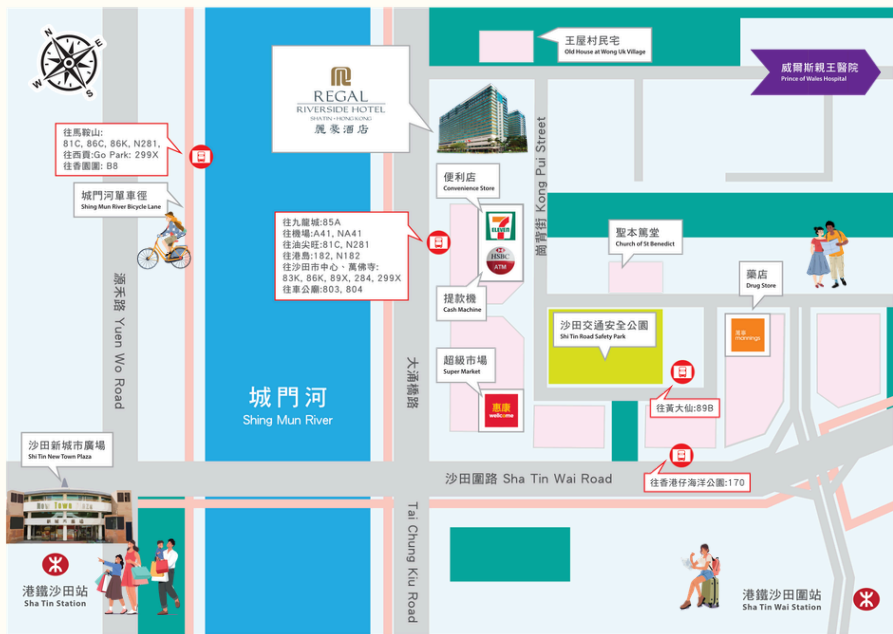 N
E
S
W
王屋村民宅
Old House at Wong Uk Village
威爾斯親王醫院
Prince of Wales Hospital
REGAL
RIVERSIDE HOTEL
SHATIN • HONG KONG
麗豪酒店
往馬鞍山:
81C, 86C, 86K, N281,
往西貢:Go Park: 299X
往香園圍: B8
城門河單車徑
Shing Mun River Bicycle Lane
往九龍城:85A
往機場:A41, NA41
往油尖旺:81C, N281
往港島:182, N182
往沙田市中心、萬佛寺:
83K, 86K, 89X, 284, 299X
往車公廟:803, 804
便利店
Convenience Store
7
ELEVEN
HSBC
ATM
提款機
Cash Machine
崗背街 Kong Pui Street
聖本篤堂
Church of St Benedict
藥店
Drug Store
萬寧
mannings
沙田交通安全公園
Shi Tin Road Safety Park
超級市場
Super Market
惠康
wellcome
往黃大仙:89B
往香港仔海洋公園:170
源禾路 Yuen Wo Road
城門河
Shing Mun River
大涌橋路
Tai Chung Kiu Road
沙田圍路 Sha Tin Wai Road
沙田新城市廣場
Shi Tin New Town Plaza
港鐵沙田站
Sha Tin Station
港鐵沙田圍站
Sha Tin Wai Station